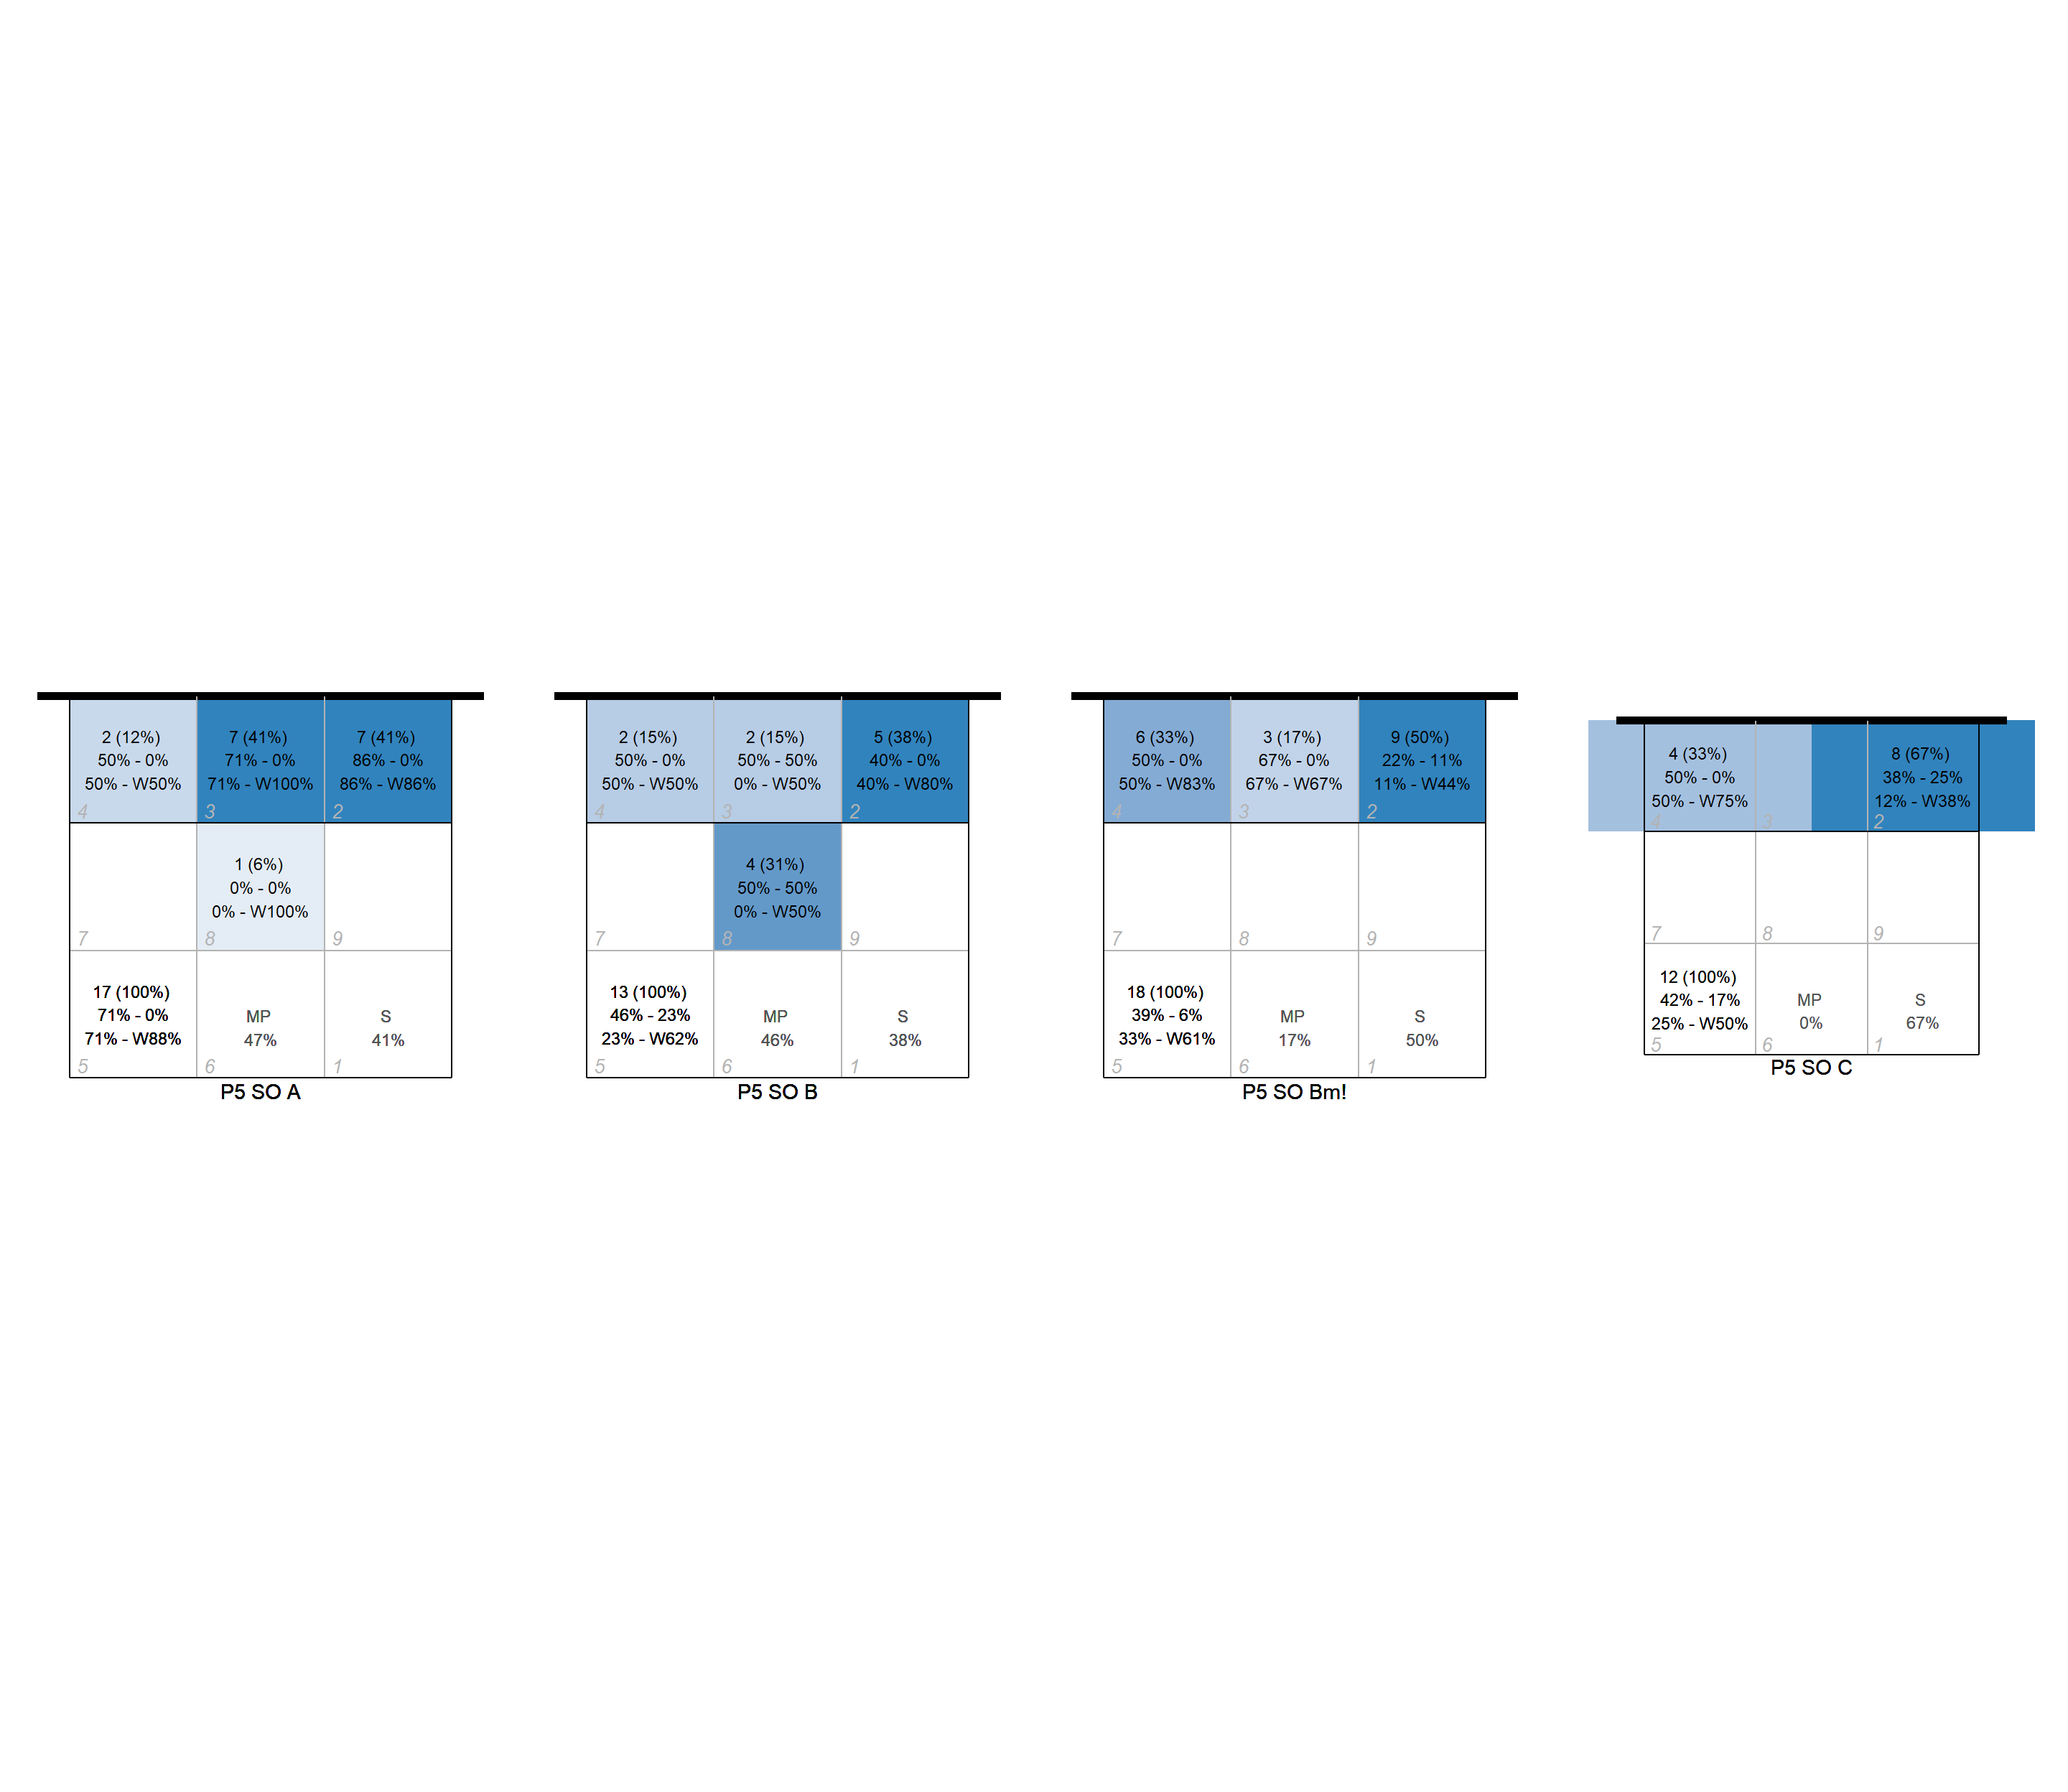 2 (12%)
50% - 0%
50% - W50%
4
7 (41%)
71% - 0%
71% - W100%
3
7 (41%)
86% - 0%
86% - W86%
2
7
1 (6%)
0% - 0%
0% - W100%
8
9
17 (100%)
71% - 0%
71% - W88%
5
MP
47%
6
S
41%
1
P5 SO A
2 (15%)
50% - 0%
50% - W50%
4
2 (15%)
50% - 50%
0% - W50%
3
5 (38%)
40% - 0%
40% - W80%
2
7
4 (31%)
50% - 50%
0% - W50%
8
9
13 (100%)
46% - 23%
23% - W62%
5
MP
46%
6
S
38%
1
P5 SO B
6 (33%)
50% - 0%
50% - W83%
4
3 (17%)
67% - 0%
67% - W67%
3
9 (50%)
22% - 11%
11% - W44%
2
7
8
9
18 (100%)
39% - 6%
33% - W61%
5
MP
17%
6
S
50%
1
P5 SO Bm!
4 (33%)
50% - 0%
50% - W75%
4
3
8 (67%)
38% - 25%
12% - W38%
2
7
8
9
12 (100%)
42% - 17%
25% - W50%
5
MP
0%
6
S
67%
1
P5 SO C